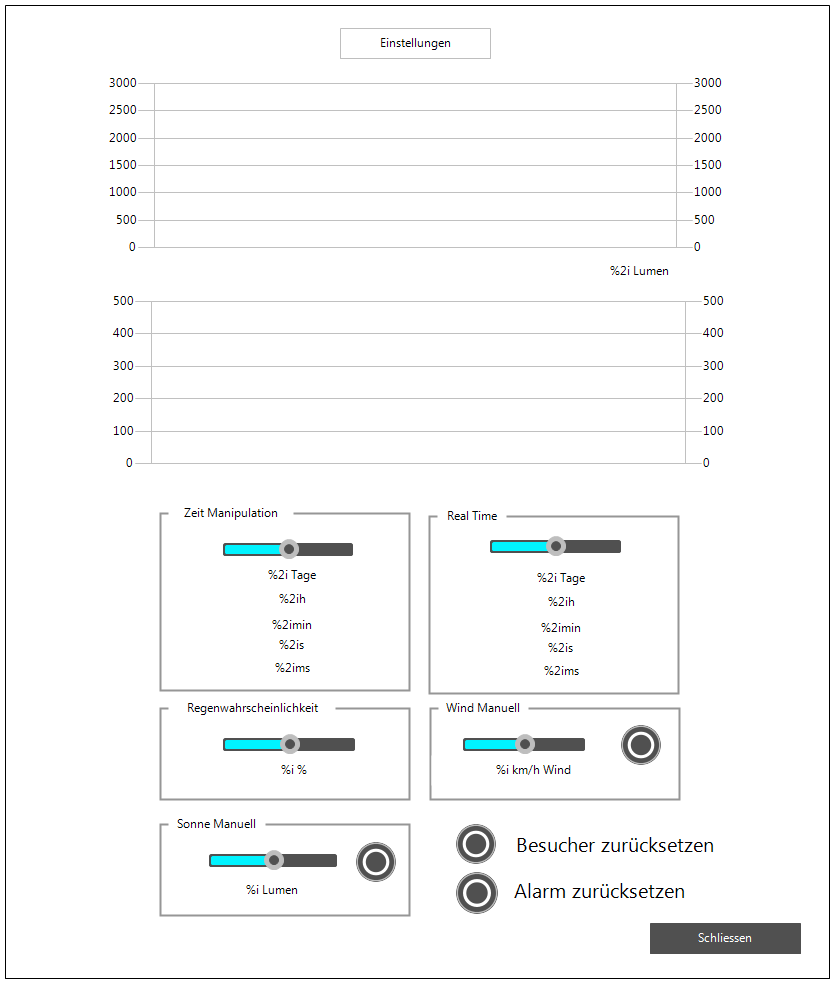 Einstellungen
3000 3000
2500 2500
2000 2000
1500 1500
1000 1000
500 500
0 0
%2i Lumen
500 500
400 400
300 300
200 200
100 100
0 0
Zeit Manipulation
%2i Tage
%2ih
%2imin
%2is
%2ims
Real Time
%2i Tage
%2ih
%2imin
%2is
%2ims
Regenwahrscheinlichkeit
%i %
Wind Manuell
%i km/h Wind
Sonne Manuell
%i Lumen
Besucher zurücksetzen
Alarm zurücksetzen
Schliessen